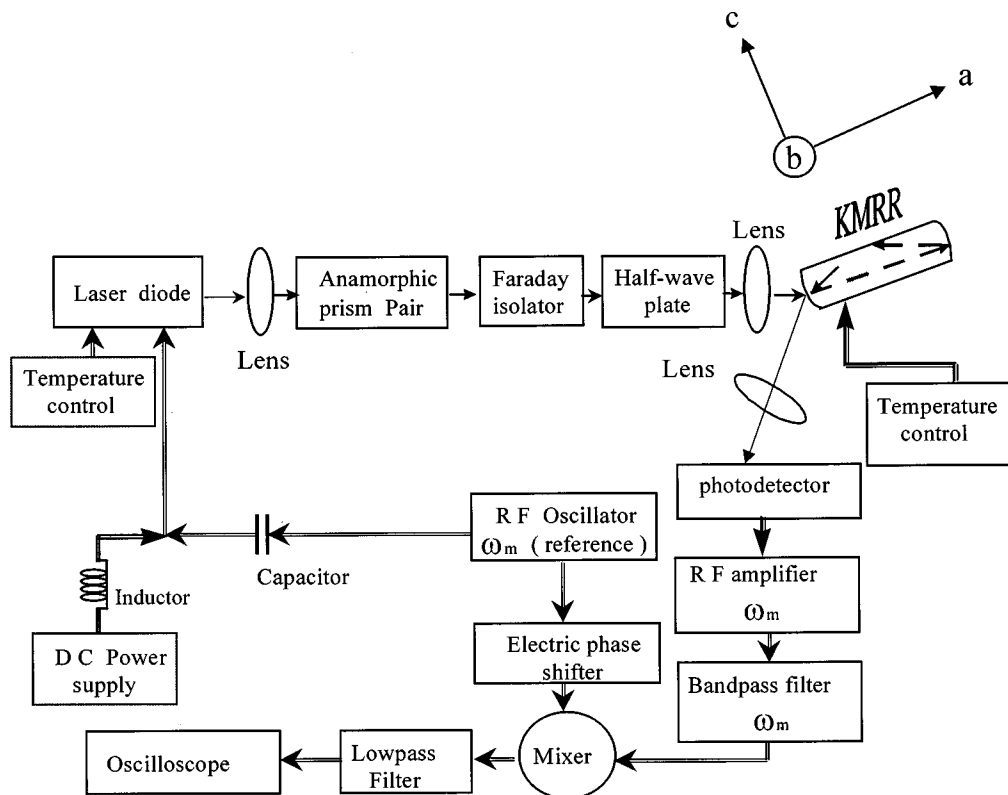 c
a
b
KMRR
Lens
Laser diode
Anamorphic
prism Pair
Faraday
isolator
Half-wave
plate
Lens
Lens
Temperature
control
Temperature
control
photodetector
R F Oscillator
ωm ( reference )
Capacitor
Inductor
R F amplifier
ωm
D C Power
supply
Electric phase
shifter
Bandpass filter
ωm
Oscilloscope
Lowpass
Filter
Mixer